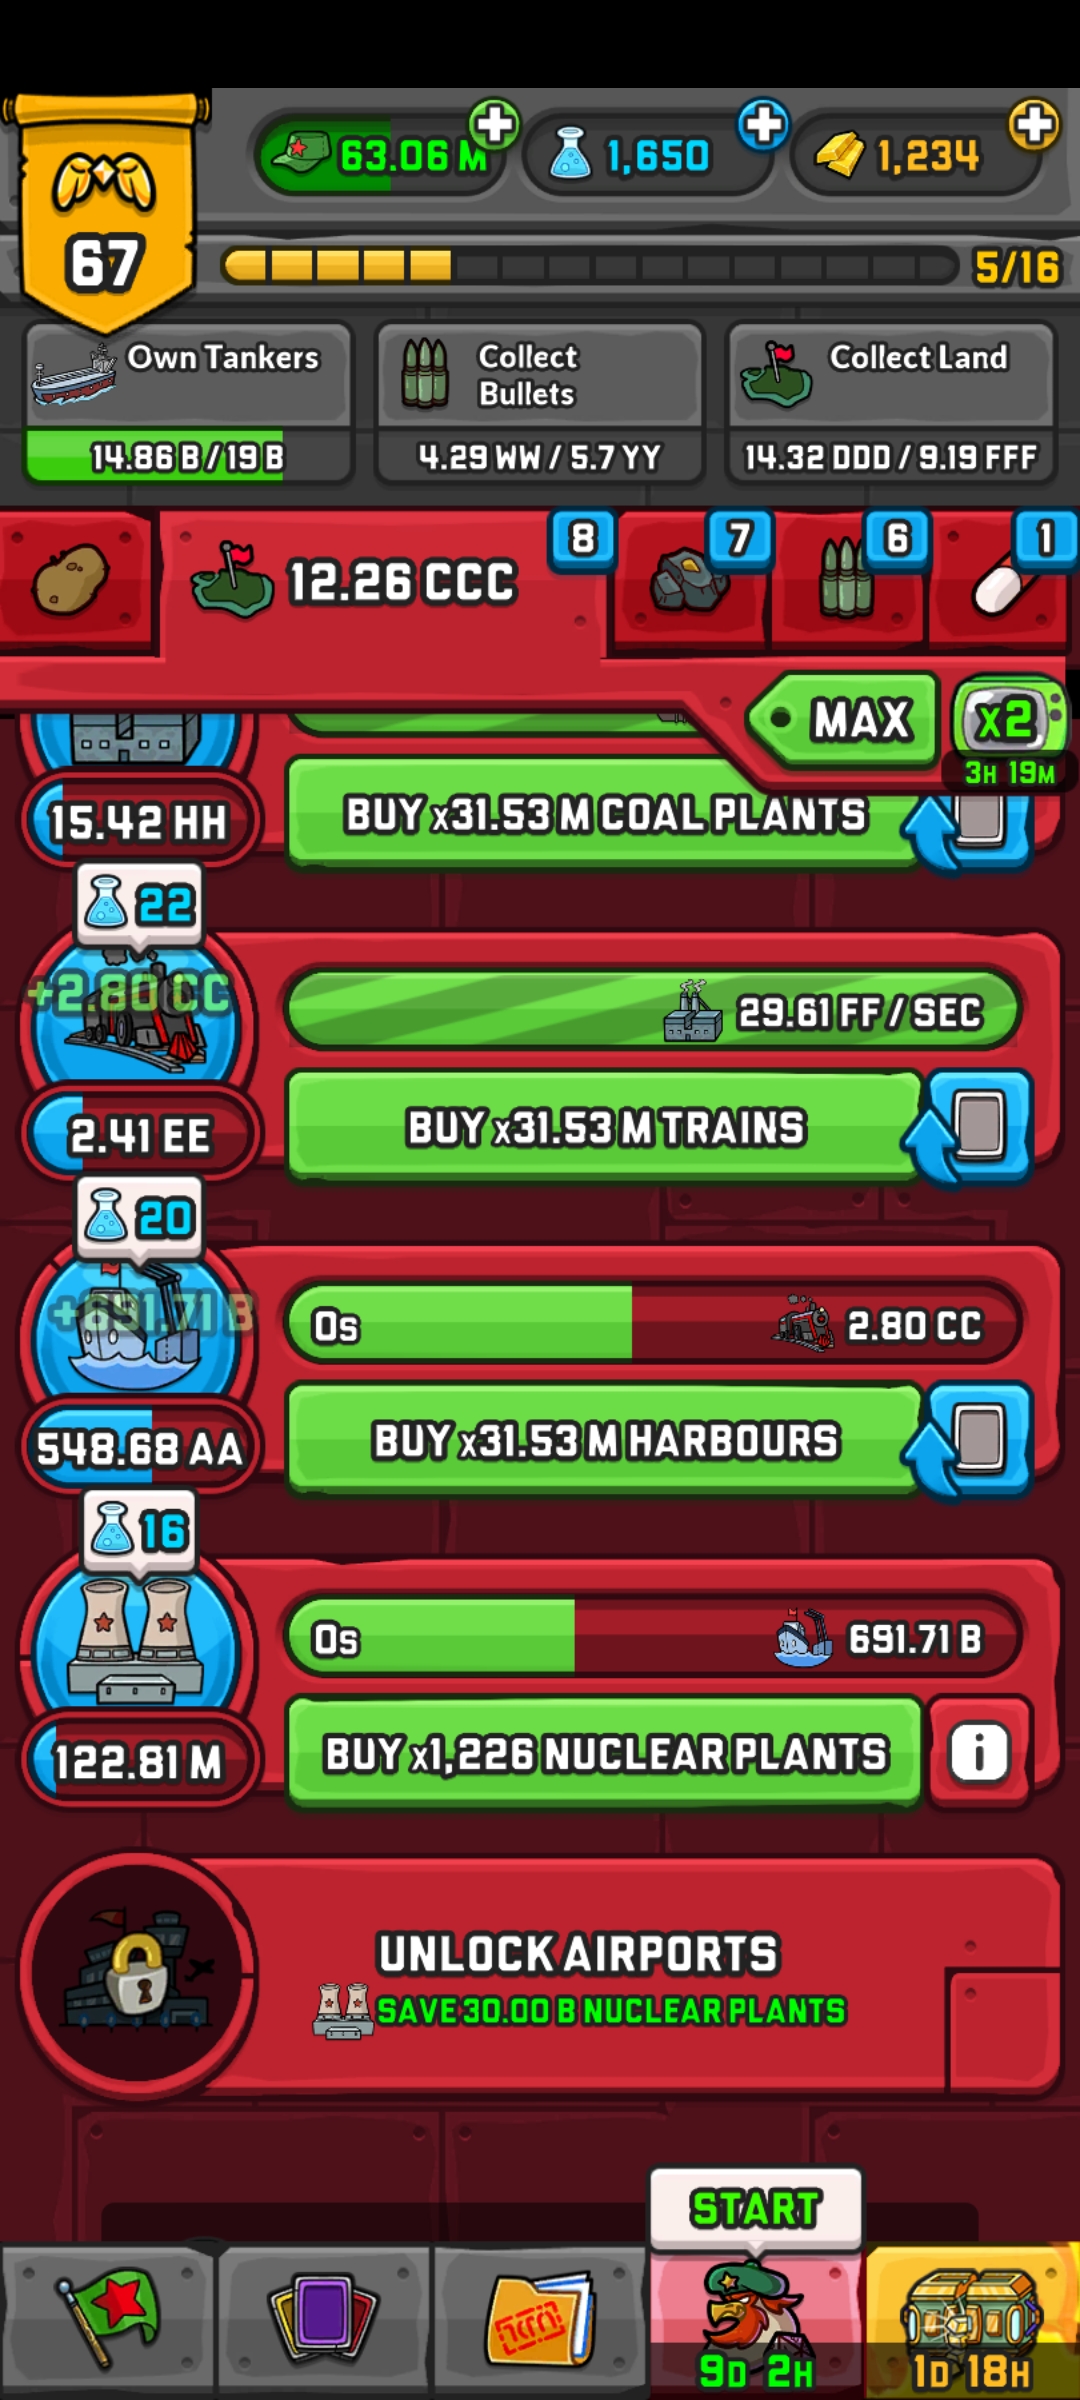 63.06 M
1,650
1,234
67
5/16
Own Tankers
14.86 B / 19 B
Collect
Bullets
4.29 WW / 5.7 YY
Collect Land
14.32 DDD / 9.19 FFF
12.26 CCC
8
7
6
1
MAX
x2
3H 19M
15.42 HH
BUY x31.53 M COAL PLANTS
22
+2.80 CC
29.61 FF / SEC
2.41 EE
BUY x31.53 M TRAINS
20
+691.71 B
0s
2.80 CC
548.68 AA
BUY x31.53 M HARBOURS
16
0s
691.71 B
122.81 M
BUY x1,226 NUCLEAR PLANTS
i
UNLOCK AIRPORTS
SAVE 30.00 B NUCLEAR PLANTS
START
9D 2H
1D 18H